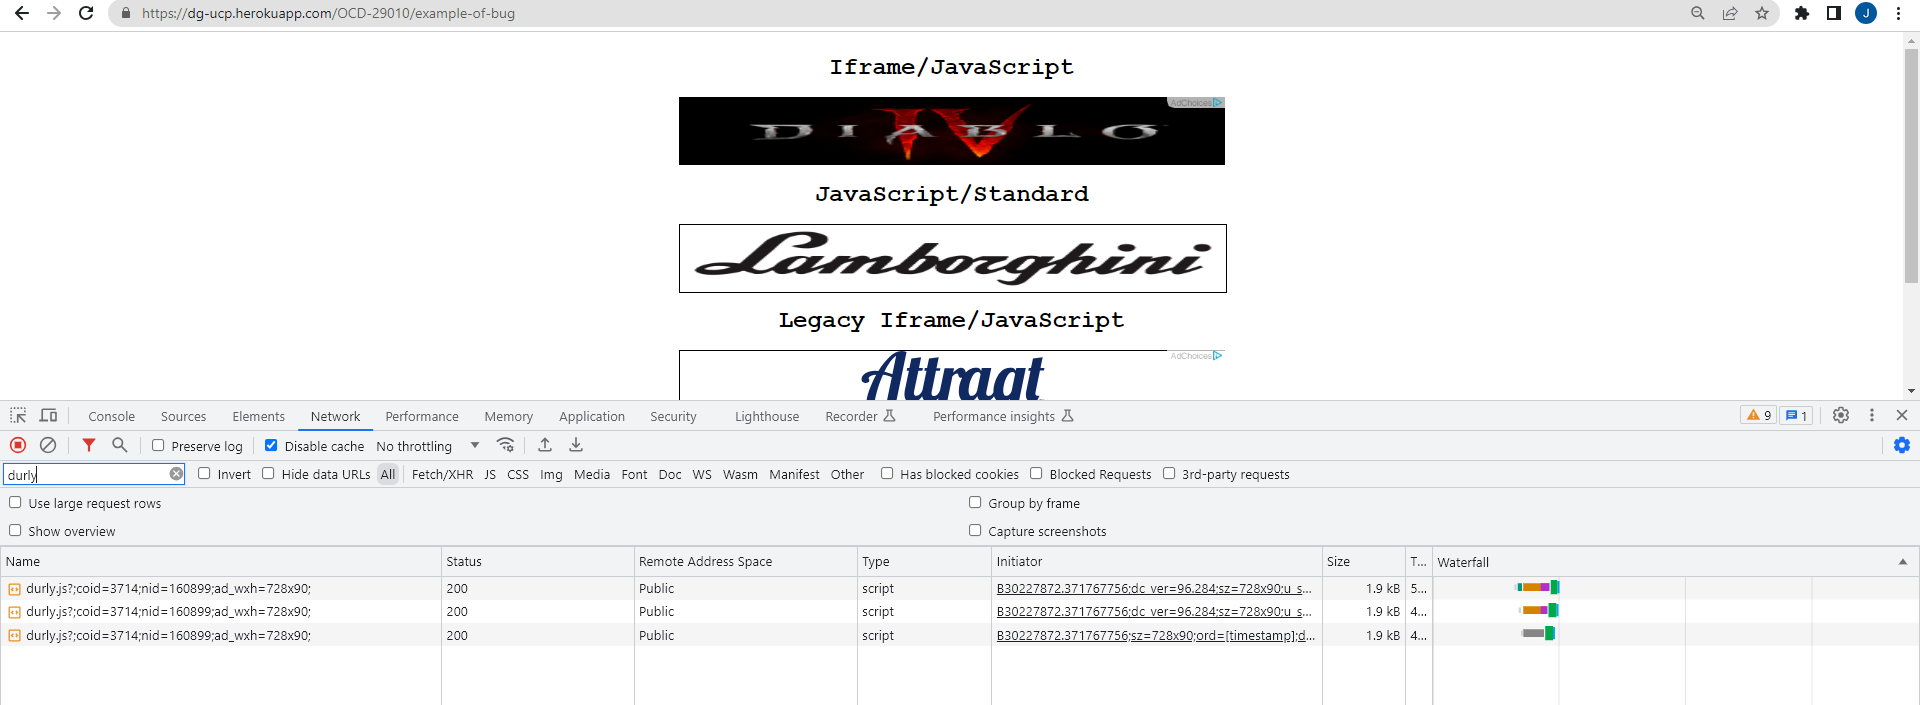 https://dg-ucp.herokuapp.com/OCD-29010/example-of-bug
J
Iframe/JavaScript
AdChoices
DIABLO
IV
JavaScript/Standard
Lamborghini
Legacy Iframe/JavaScript
AdChoices
Attraqt
Console Sources Elements Network Performance Memory Application Security Lighthouse Recorder Performance insights 9 1
Preserve log Disable cache No throttling
durly Invert Hide data URLs All Fetch/XHR JS CSS Img Media Font Doc WS Wasm Manifest Other Has blocked cookies Blocked Requests 3rd-party requests
Use large request rows Group by frame
Show overview Capture screenshots
Name Status Remote Address Space Type Initiator Size T... Waterfall
durly.js?;coid=3714;nid=160899;ad_wxh=728x90; 200 Public script B30227872.371767756;dc_ver=96.284;sz=728x90;u_s... 1.9 kB 5...
durly.js?;coid=3714;nid=160899;ad_wxh=728x90; 200 Public script B30227872.371767756;dc_ver=96.284;sz=728x90;u_s... 1.9 kB 4...
durly.js?;coid=3714;nid=160899;ad_wxh=728x90; 200 Public script B30227872.371767756;sz=728x90;ord=[timestamp];d... 1.9 kB 4...